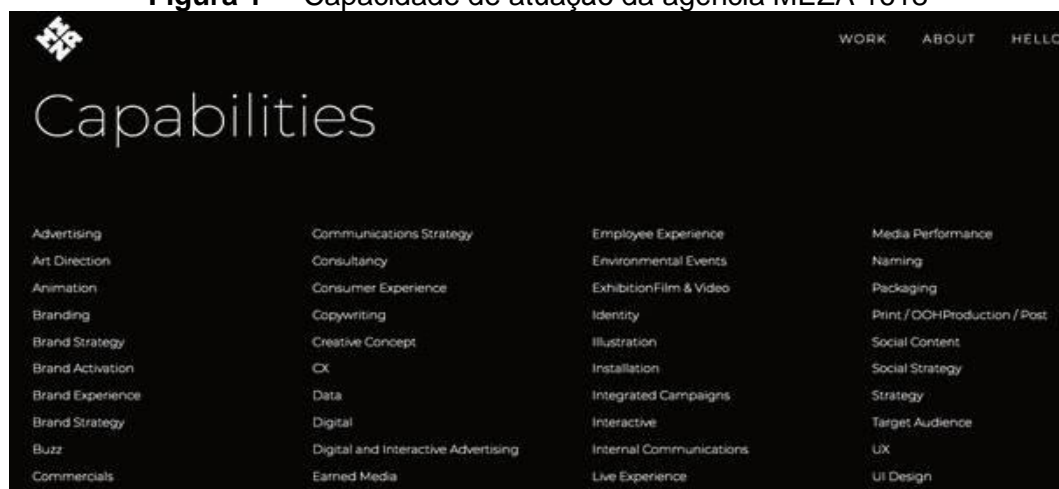 Figura 1 – Capacidade de atuação da agência MEZA 1618
WORK ABOUT HELLO
Capabilities
Advertising
Art Direction
Animation
Branding
Brand Strategy
Brand Activation
Brand Experience
Brand Strategy
Buzz
Commercials
Communications Strategy
Consultancy
Consumer Experience
Copywriting
Creative Concept
CX
Data
Digital
Digital and Interactive Advertising
Earned Media
Employee Experience
Environmental Events
ExhibitionFilm & Video
Identity
Illustration
Installation
Integrated Campaigns
Interactive
Internal Communications
Live Experience
Media Performance
Naming
Packaging
Print / OOHProduction / Post
Social Content
Social Strategy
Strategy
Target Audience
UX
UI Design